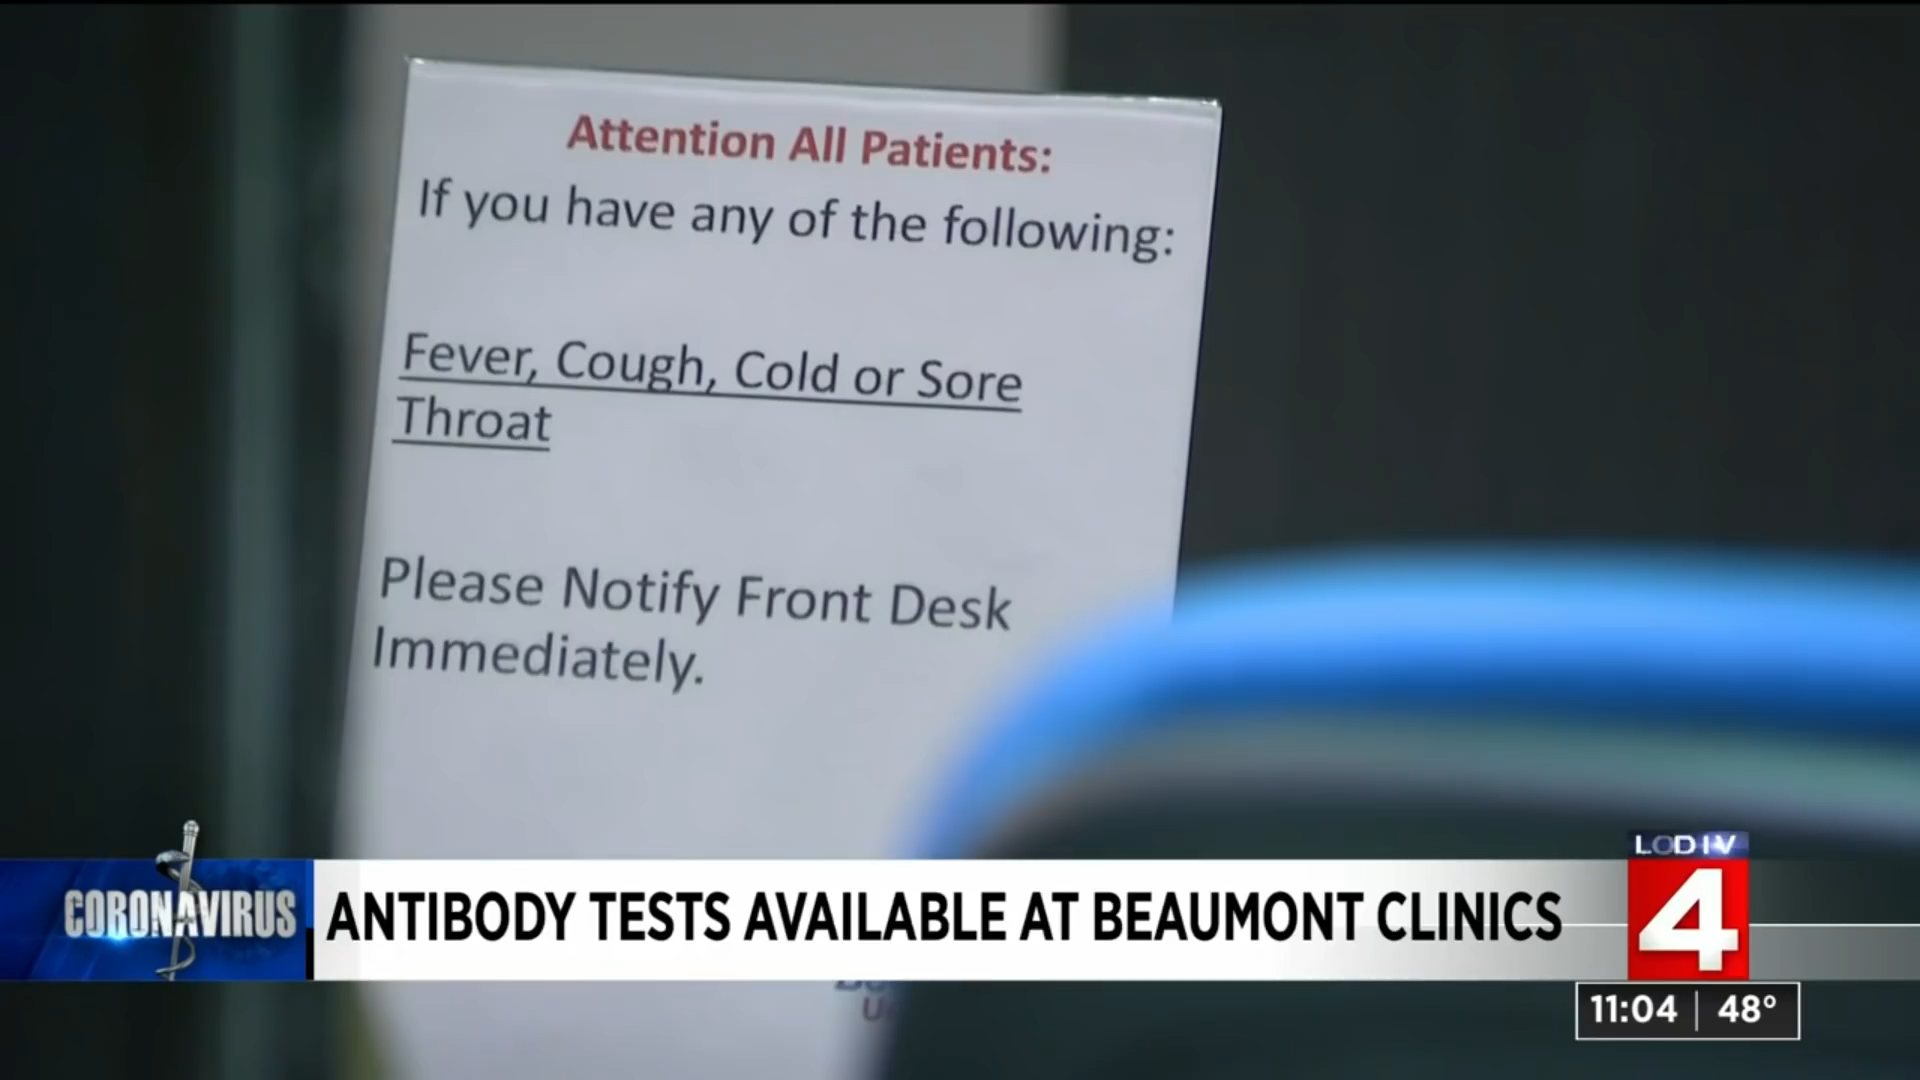 Attention All Patients:
If you have any of the following:
Fever, Cough, Cold or Sore
Throat
Please Notify Front Desk
Immediately.
CORONAVIRUS
ANTIBODY TESTS AVAILABLE AT BEAUMONT CLINICS
4
11:04 48°